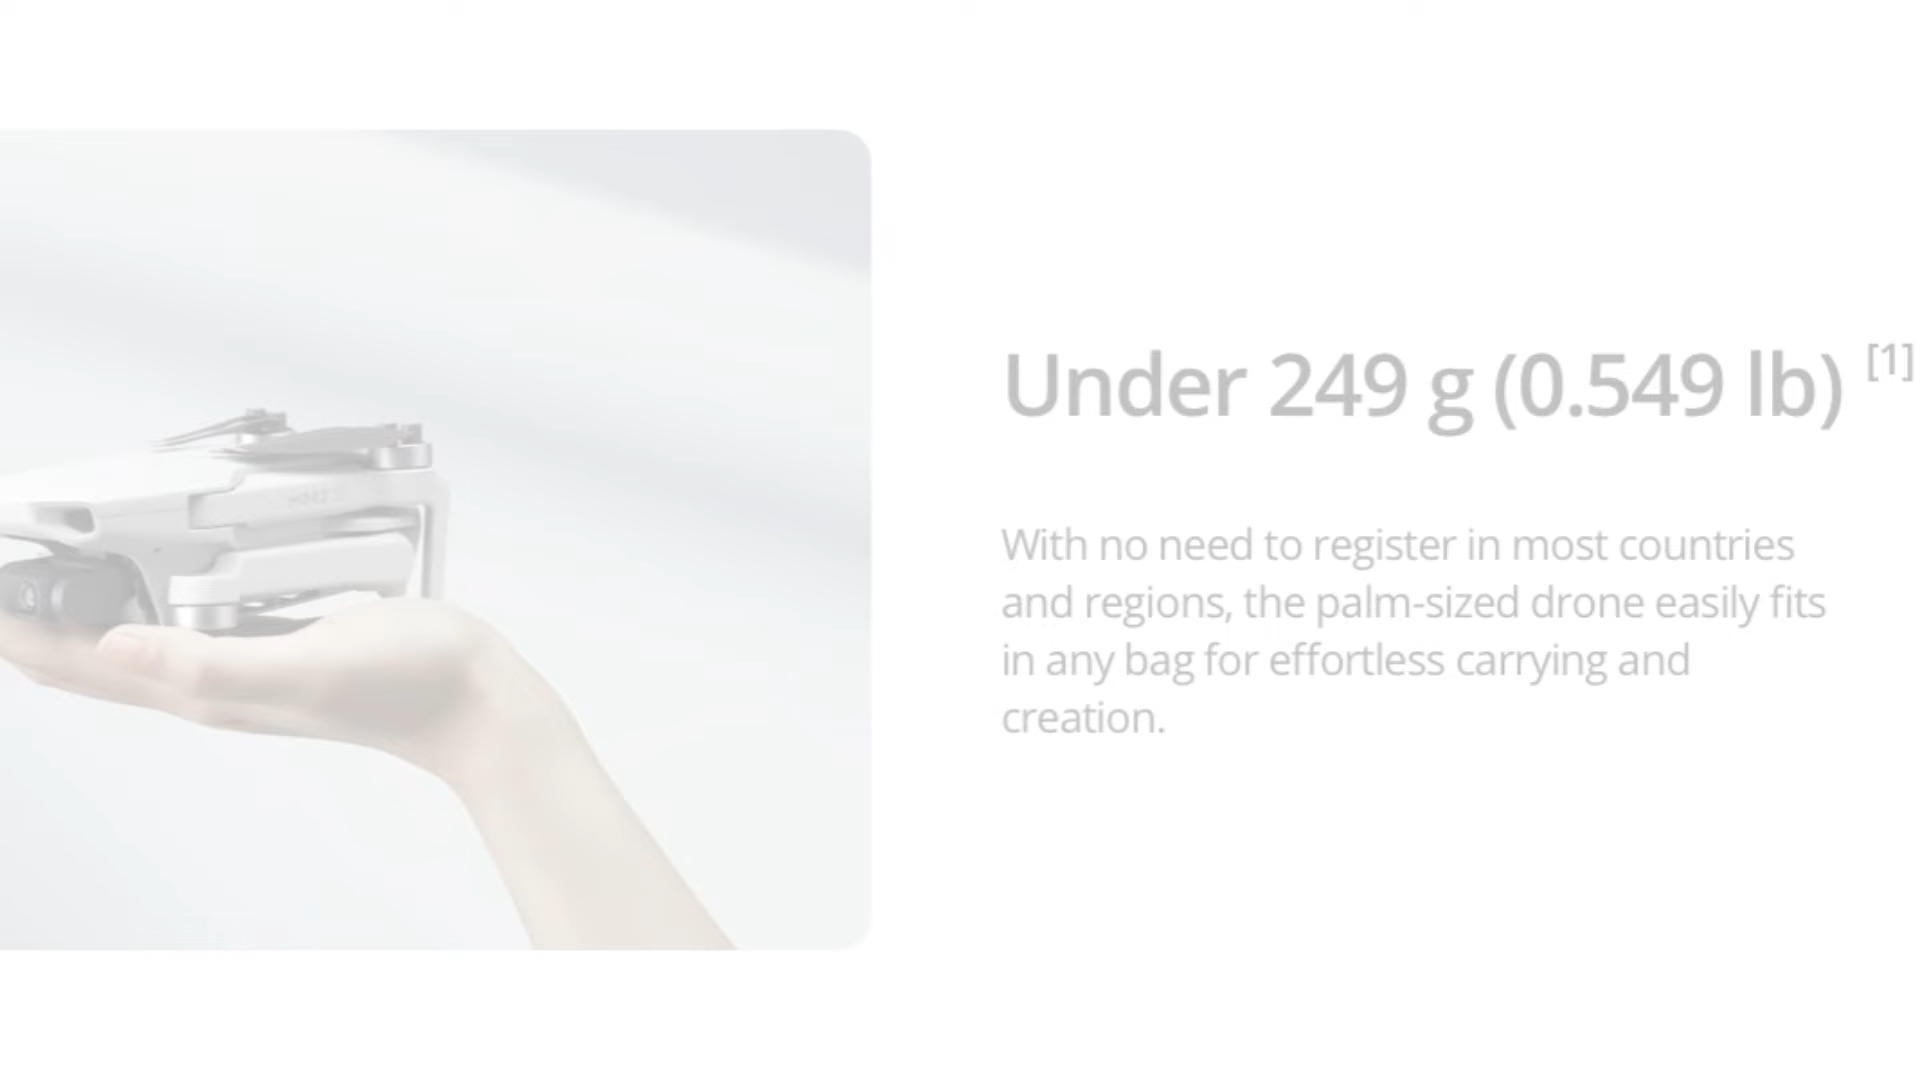 Under 249 g (0.549 lb) [1]
With no need to register in most countries
and regions, the palm-sized drone easily fits
in any bag for effortless carrying and
creation.